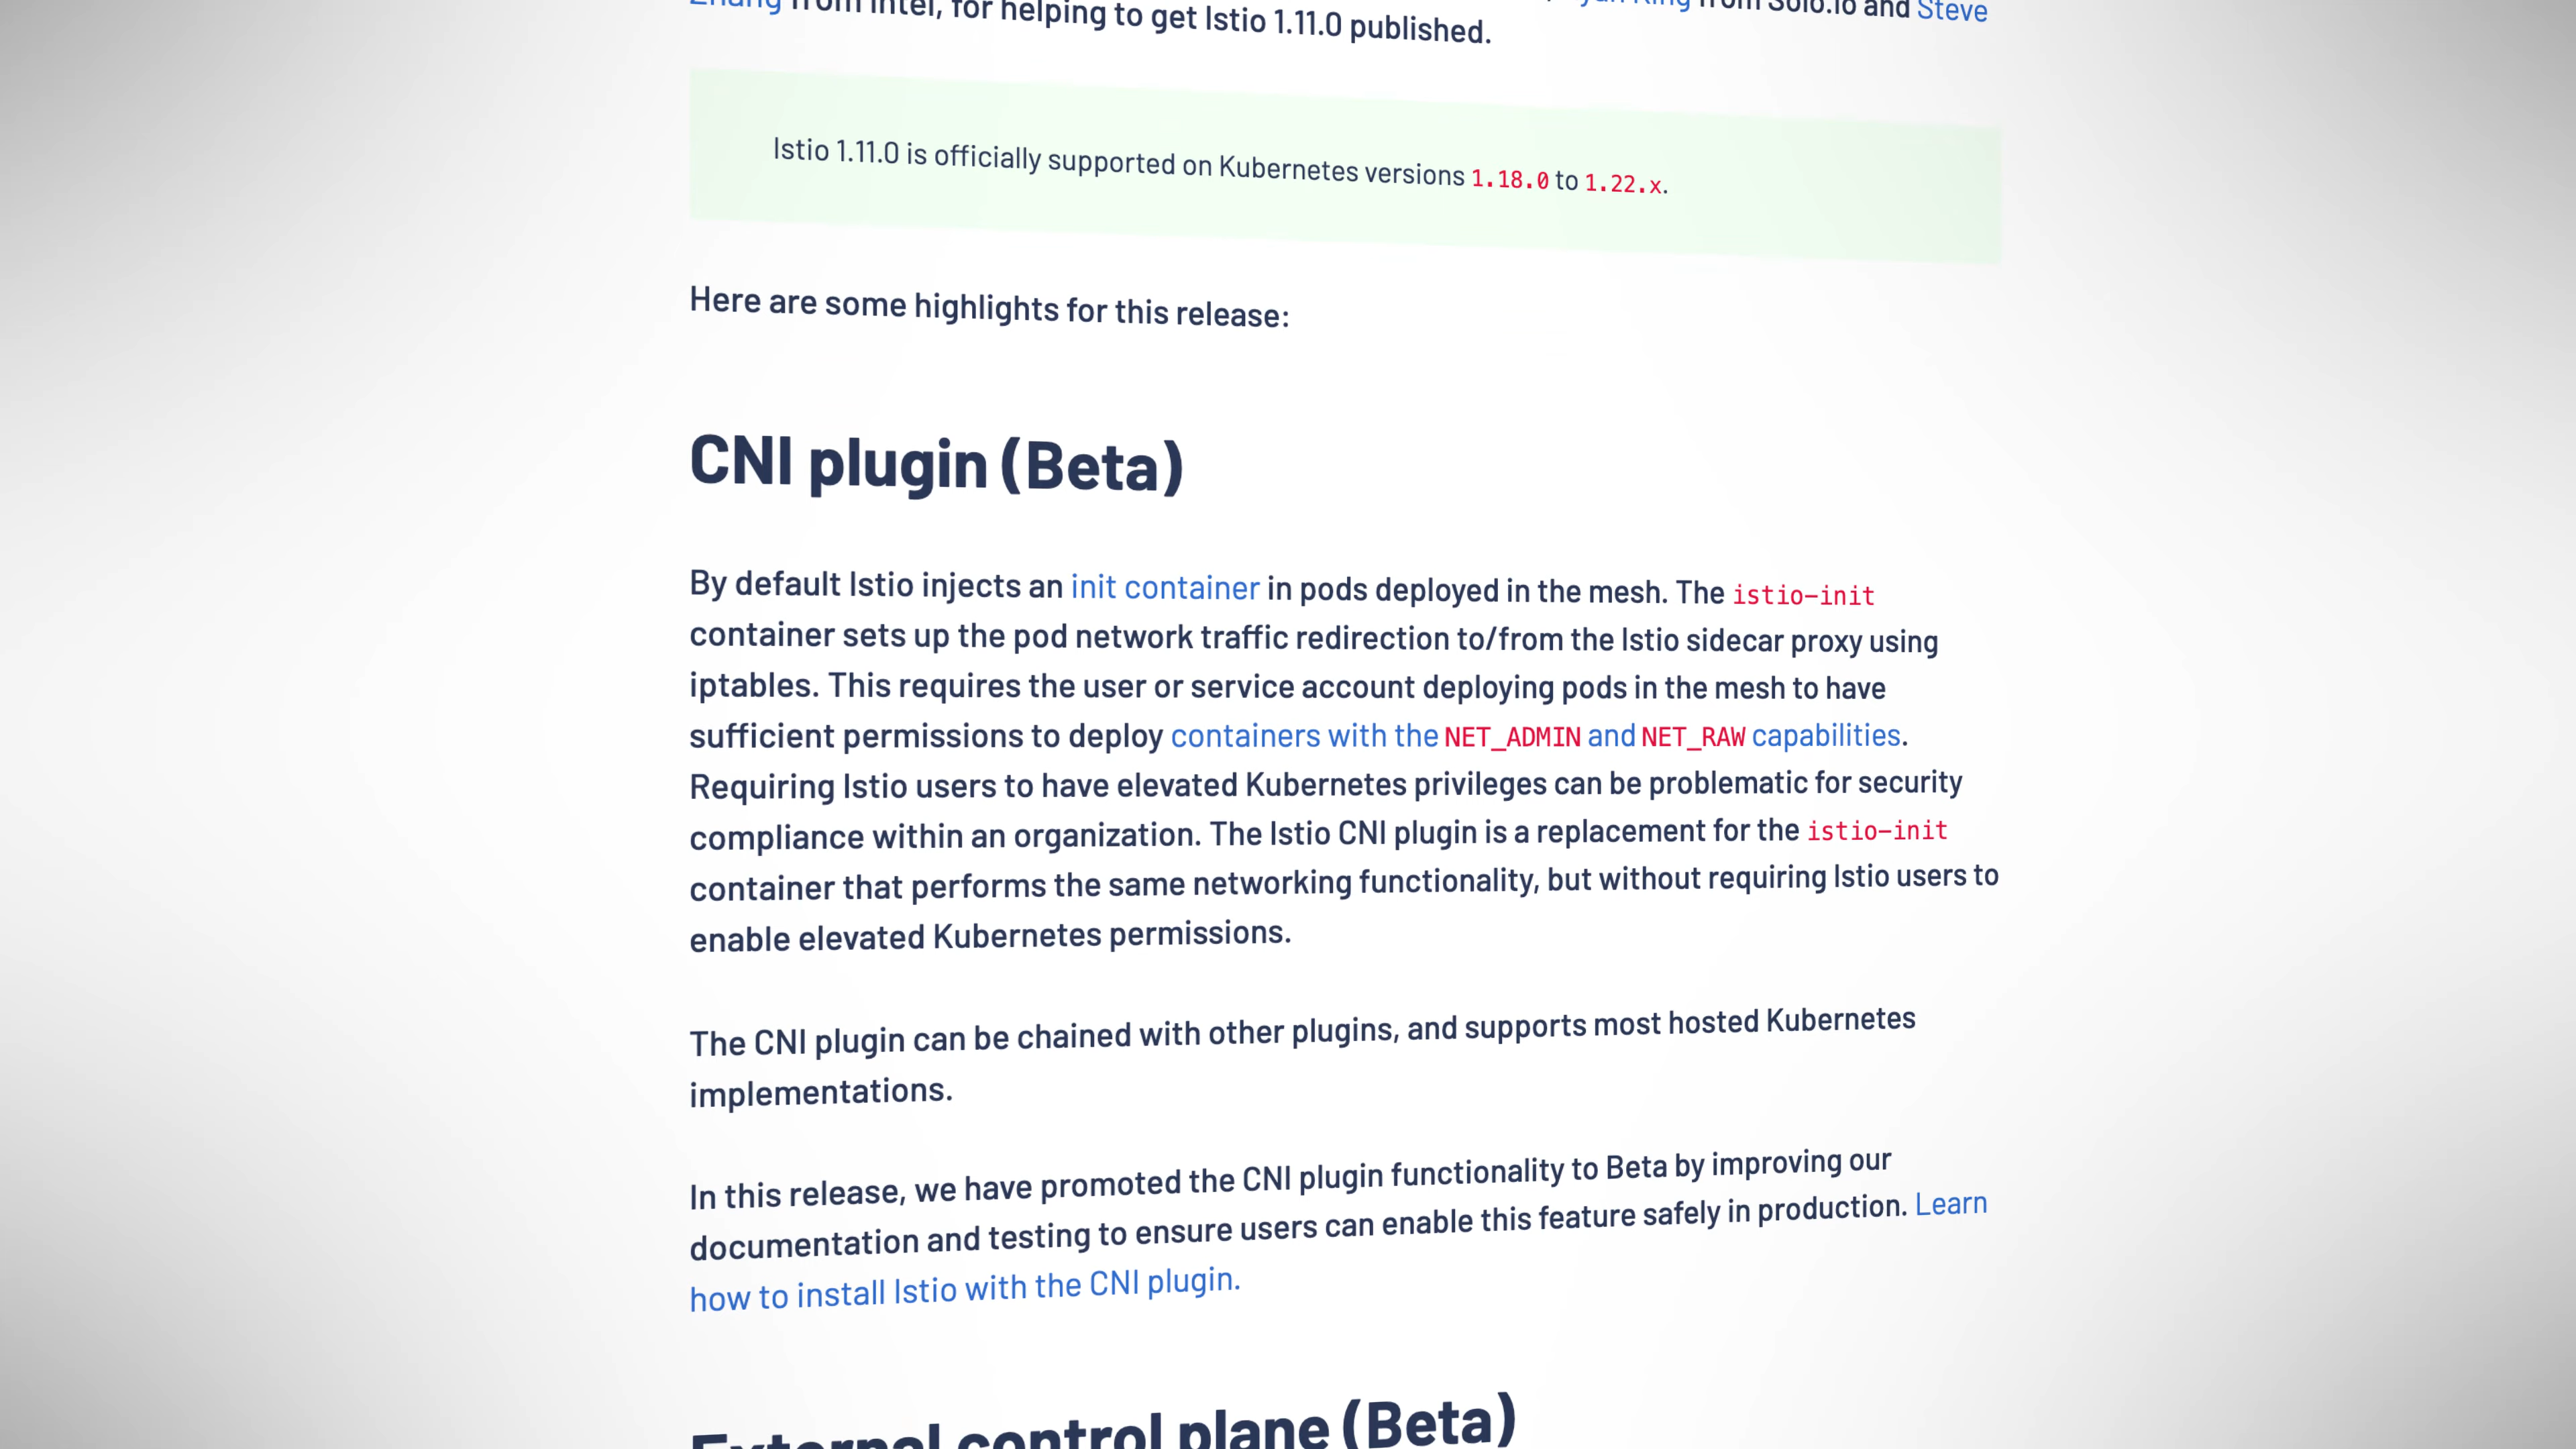 Zhang from Intel, for helping to get Istio 1.11.0 published. from Solo.io and Steve
Istio 1.11.0 is officially supported on Kubernetes versions 1.18.0 to 1.22.x.
Here are some highlights for this release:
CNI plugin (Beta)
By default Istio injects an init container in pods deployed in the mesh. The istio-init
container sets up the pod network traffic redirection to/from the Istio sidecar proxy using
iptables. This requires the user or service account deploying pods in the mesh to have
sufficient permissions to deploy containers with the NET_ADMIN and NET_RAW capabilities.
Requiring Istio users to have elevated Kubernetes privileges can be problematic for security
compliance within an organization. The Istio CNI plugin is a replacement for the istio-init
container that performs the same networking functionality, but without requiring Istio users to
enable elevated Kubernetes permissions.
The CNI plugin can be chained with other plugins, and supports most hosted Kubernetes
implementations.
In this release, we have promoted the CNI plugin functionality to Beta by improving our
documentation and testing to ensure users can enable this feature safely in production. Learn
how to install Istio with the CNI plugin.
External control plane (Beta)